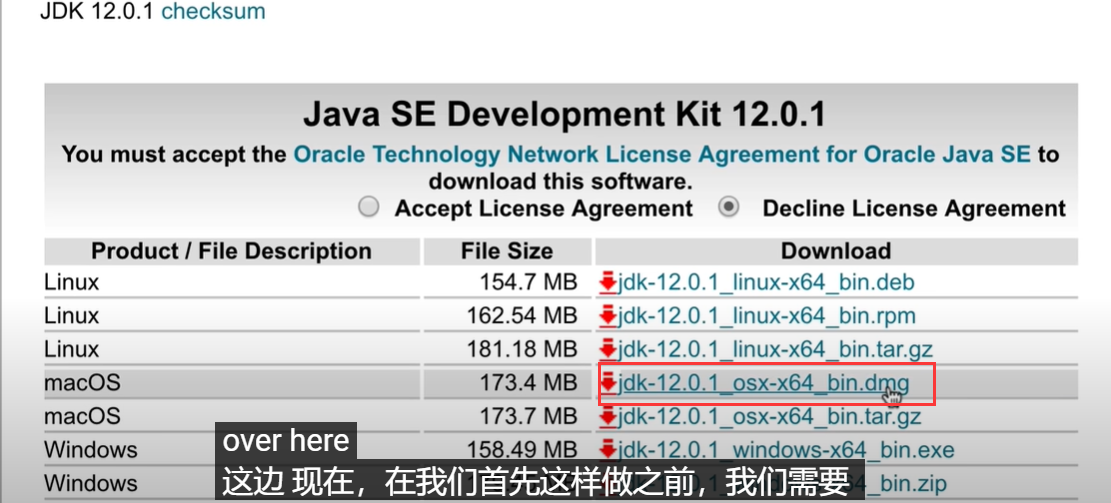 JDK 12.0.1 checksum
Java SE Development Kit 12.0.1
You must accept the Oracle Technology Network License Agreement for Oracle Java SE to
download this software.
Accept License Agreement Decline License Agreement
Product / File Description File Size Download
Linux 154.7 MB jdk-12.0.1_linux-x64_bin.deb
Linux 162.54 MB jdk-12.0.1_linux-x64_bin.rpm
Linux 181.18 MB jdk-12.0.1_linux-x64_bin.tar.gz
macOS 173.4 MB jdk-12.0.1_osx-x64_bin.dmg
macOS 173.7 MB jdk-12.0.1_osx-x64_bin.tar.gz
Windows 158.49 MB jdk-12.0.1_windows-x64_bin.exe
Windows bin.zip
over here
这边 现在，在我们首先这样做之前，我们需要